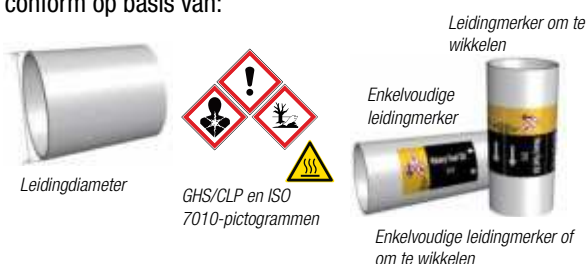 conform op basis van:
Leidingmerker om te
wikkelen
Enkelvoudige
leidingmerker
Leidingdiameter
GHS/CLP en ISO
7010-pictogrammen
Enkelvoudige leidingmerker of
om te wikkelen